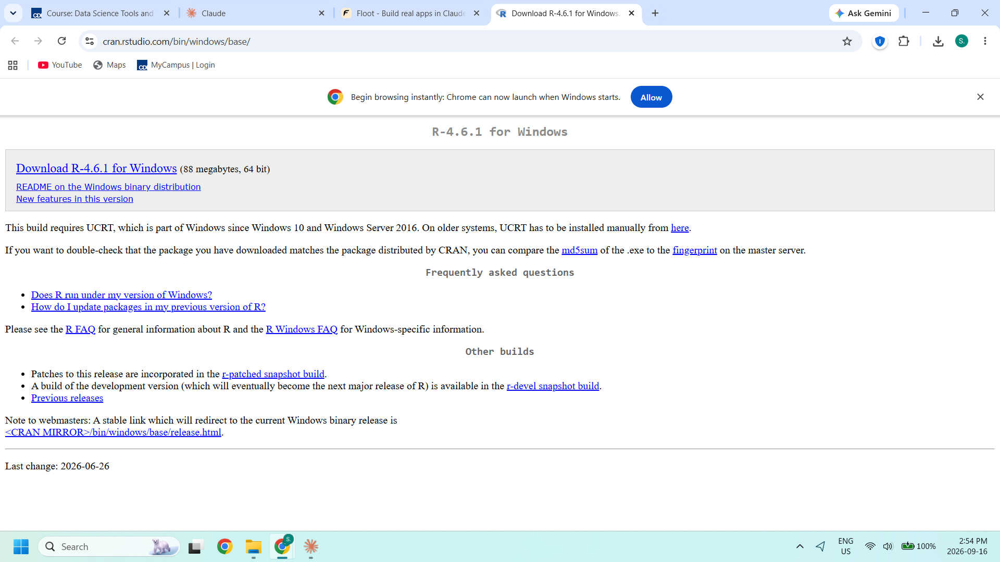 Course: Data Science Tools and
Claude
Floot - Build real apps in Claude
Download R-4.6.1 for Windows.
Ask Gemini
cran.rstudio.com/bin/windows/base/
S.
YouTube
Maps
CD MyCampus | Login
Begin browsing instantly: Chrome can now launch when Windows starts.
Allow
R-4.6.1 for Windows
Download R-4.6.1 for Windows (88 megabytes, 64 bit)
README on the Windows binary distribution
New features in this version
This build requires UCRT, which is part of Windows since Windows 10 and Windows Server 2016. On older systems, UCRT has to be installed manually from here.
If you want to double-check that the package you have downloaded matches the package distributed by CRAN, you can compare the md5sum of the .exe to the fingerprint on the master server.
Frequently asked questions
• Does R run under my version of Windows?
• How do I update packages in my previous version of R?
Please see the R FAQ for general information about R and the R Windows FAQ for Windows-specific information.
Other builds
• Patches to this release are incorporated in the r-patched snapshot build.
• A build of the development version (which will eventually become the next major release of R) is available in the r-devel snapshot build.
• Previous releases
Note to webmasters: A stable link which will redirect to the current Windows binary release is
<CRAN MIRROR>/bin/windows/base/release.html.
Last change: 2026-06-26
Search
S.
ENG
US
100%
2:54 PM
2026-09-16